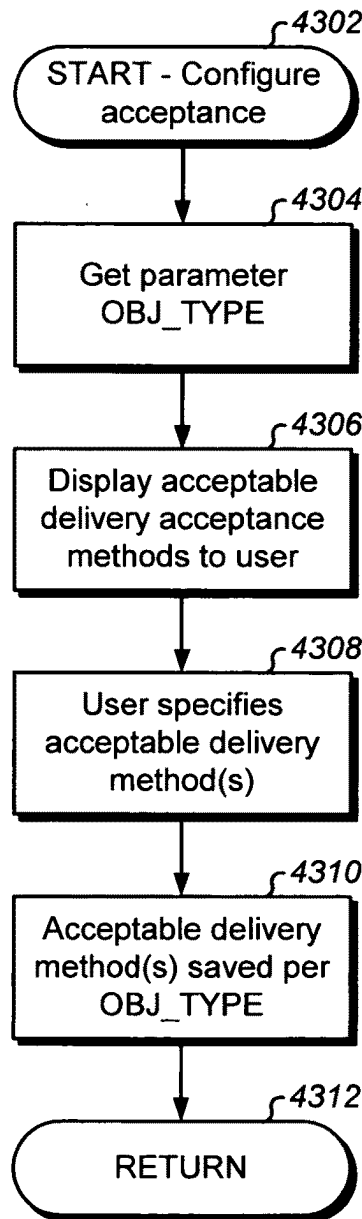 4302
START - Configure
acceptance
4304
Get parameter
OBJ_TYPE
4306
Display acceptable
delivery acceptance
methods to user
4308
User specifies
acceptable delivery
method(s)
4310
Acceptable delivery
method(s) saved per
OBJ_TYPE
4312
RETURN